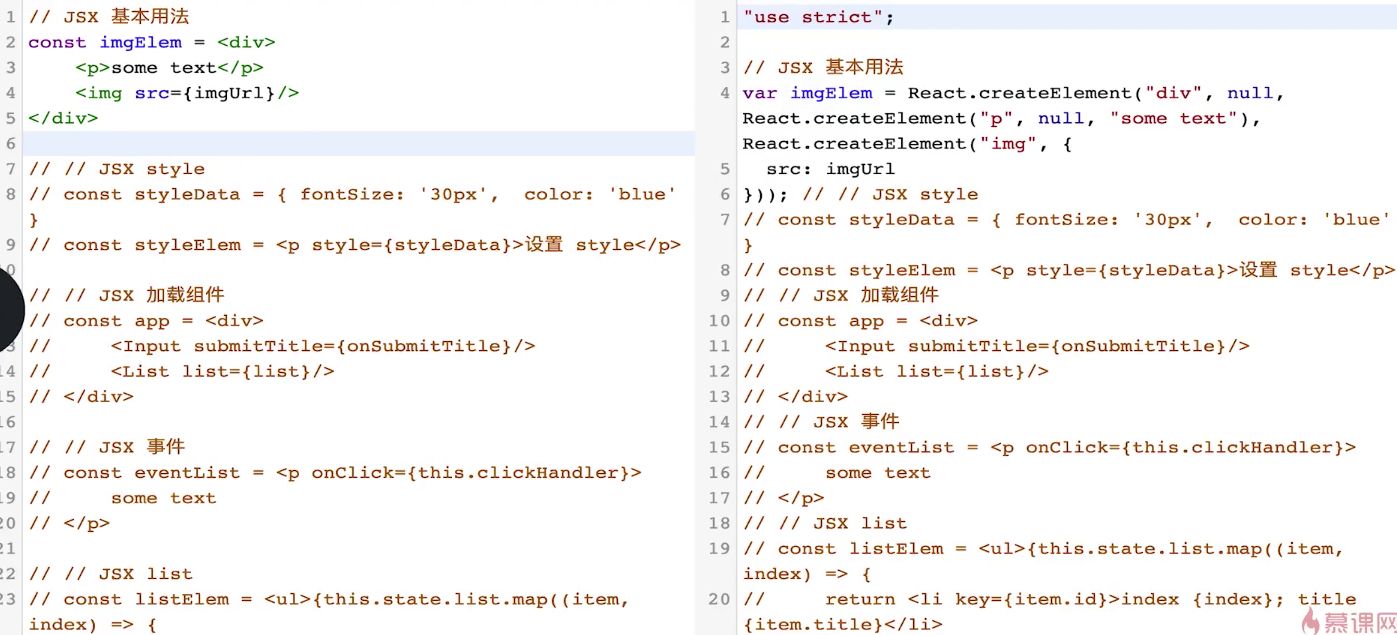 1 // JSX 基本用法
2 const imgElem = <div>
3     <p>some text</p>
4     <img src={imgUrl}/>
5 </div>
6
7 // // JSX style
8 // const styleData = { fontSize: '30px',  color: 'blue'
}
9 // const styleElem = <p style={styleData}>设置 style</p>
0
// // JSX 加载组件
// const app = <div>
3 //     <Input submitTitle={onSubmitTitle}/>
14 //     <List list={list}/>
15 // </div>
16
17 // // JSX 事件
18 // const eventList = <p onClick={this.clickHandler}>
19 //     some text
20 // </p>
21
22 // // JSX list
23 // const listElem = <ul>{this.state.list.map((item,
index) => {
1 "use strict";
2
3 // JSX 基本用法
4 var imgElem = React.createElement("div", null,
React.createElement("p", null, "some text"),
React.createElement("img", {
5   src: imgUrl
6 })); // // JSX style
7 // const styleData = { fontSize: '30px',  color: 'blue'
}
8 // const styleElem = <p style={styleData}>设置 style</p>
9 // // JSX 加载组件
10 // const app = <div>
11 //     <Input submitTitle={onSubmitTitle}/>
12 //     <List list={list}/>
13 // </div>
14 // // JSX 事件
15 // const eventList = <p onClick={this.clickHandler}>
16 //     some text
17 // </p>
18 // // JSX list
19 // const listElem = <ul>{this.state.list.map((item,
index) => {
20 //     return <li key={item.id}>index {index}; title
{item.title}</li>
慕课网